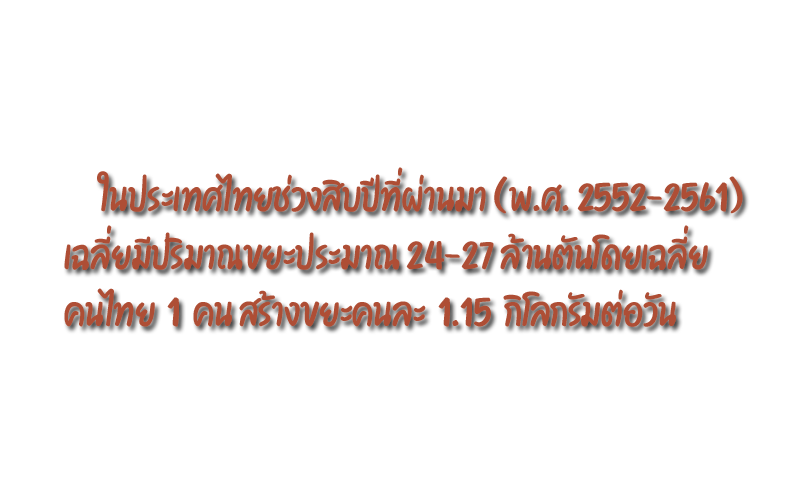 ในประเทศไทยช่วงสิบปีที่ผ่านมา (พ.ศ. 2552-2561)
เฉลี่ยมีปริมาณขยะประมาณ 24-27 ล้านตันโดยเฉลี่ย
คนไทย 1 คน สร้างขยะคนละ 1.15 กิโลกรัมต่อวัน